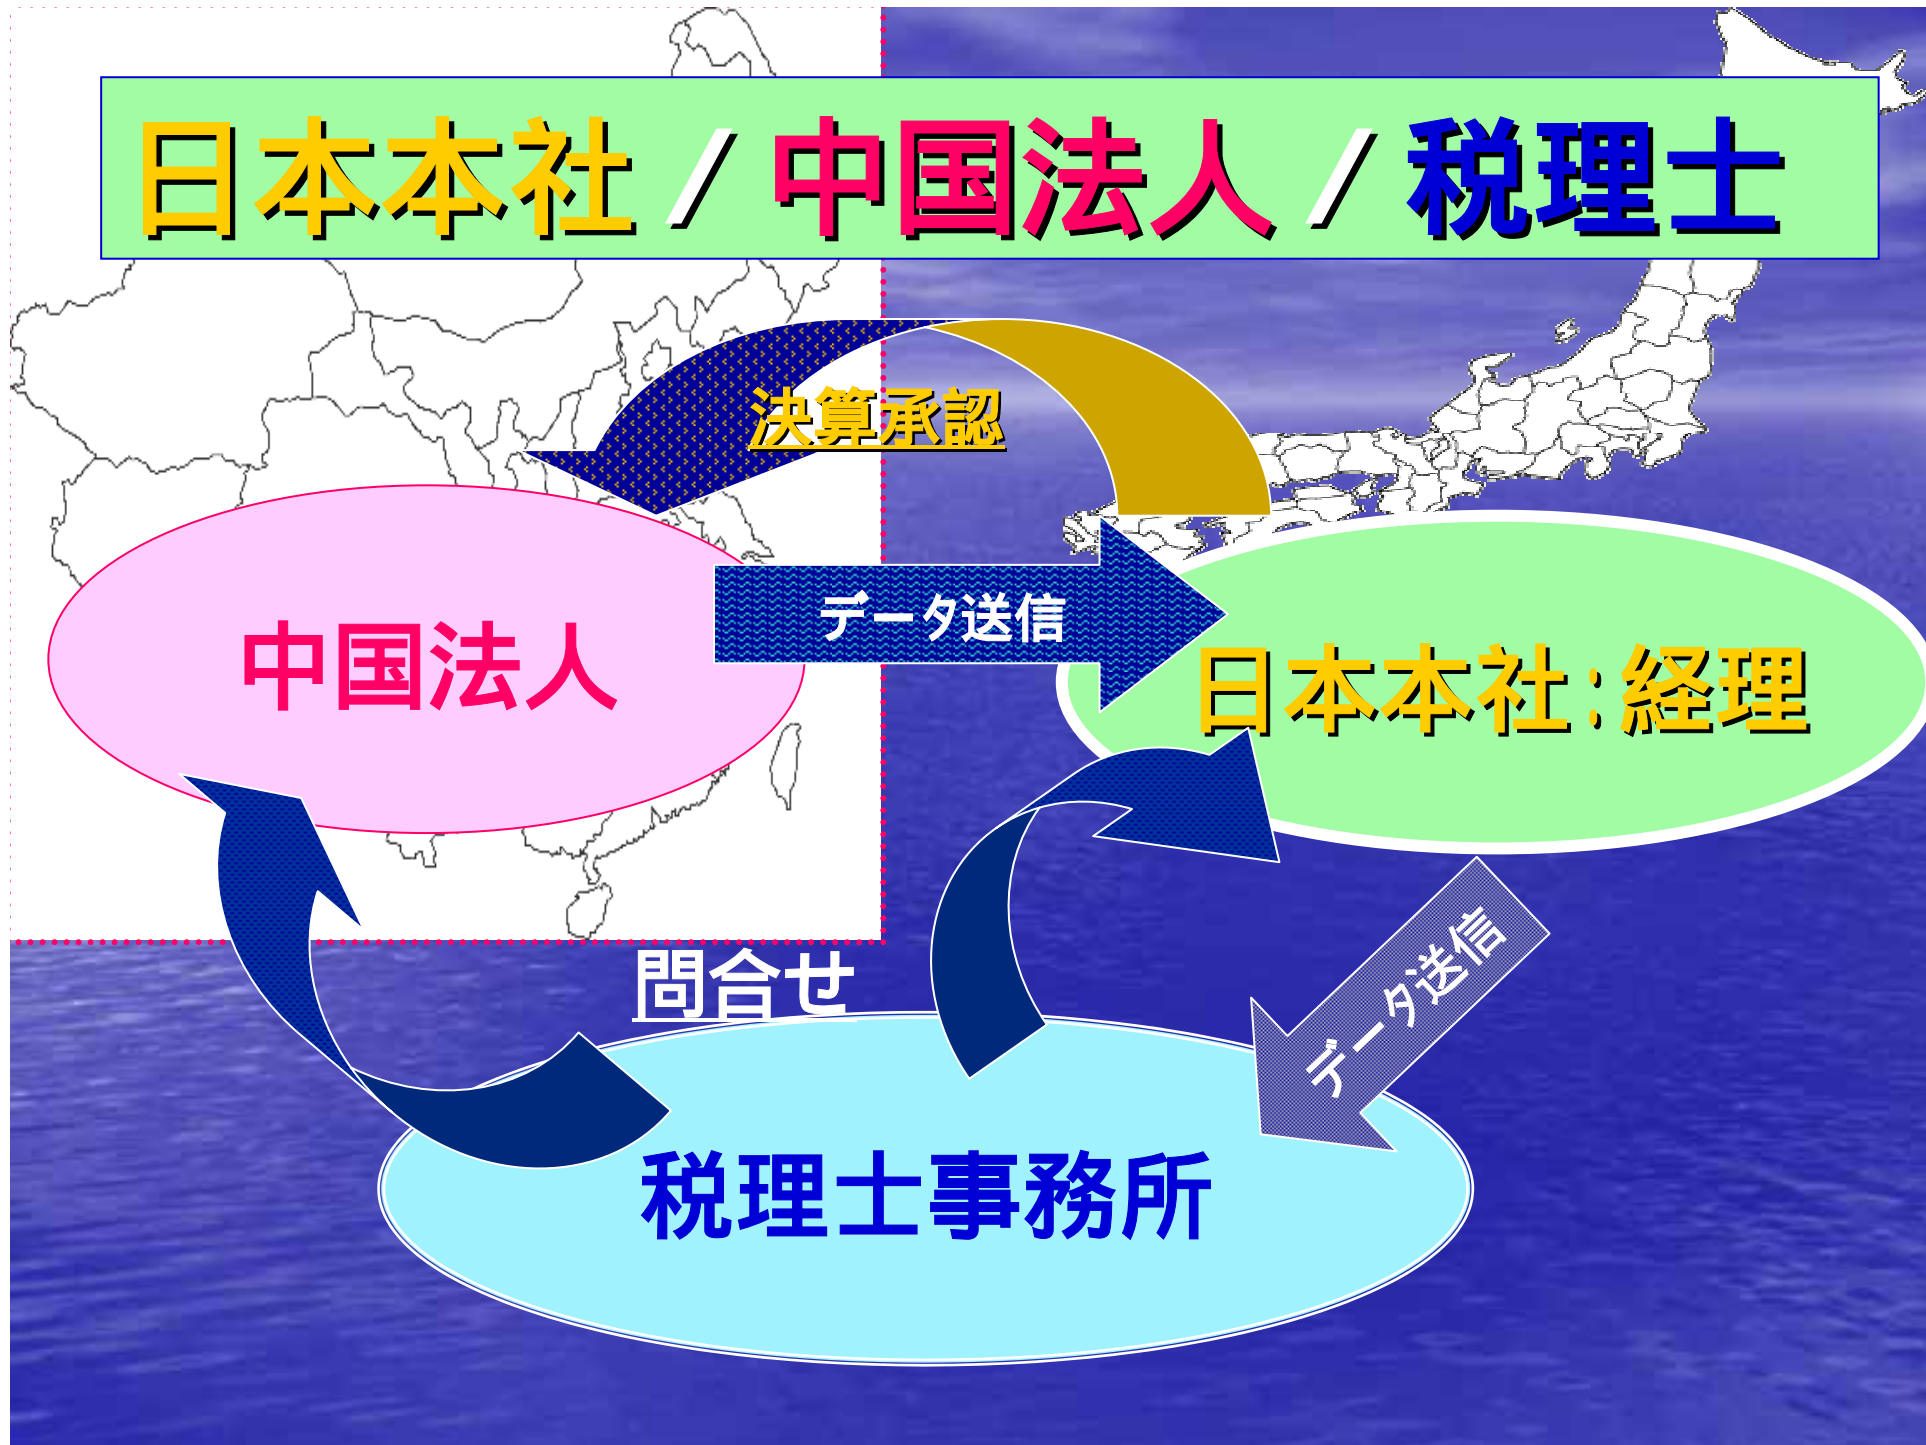 日本本社 / 中国法人 / 税理士
決算承認
データ送信
中国法人
日本本社：経理
データ送信
問合せ
税理士事務所